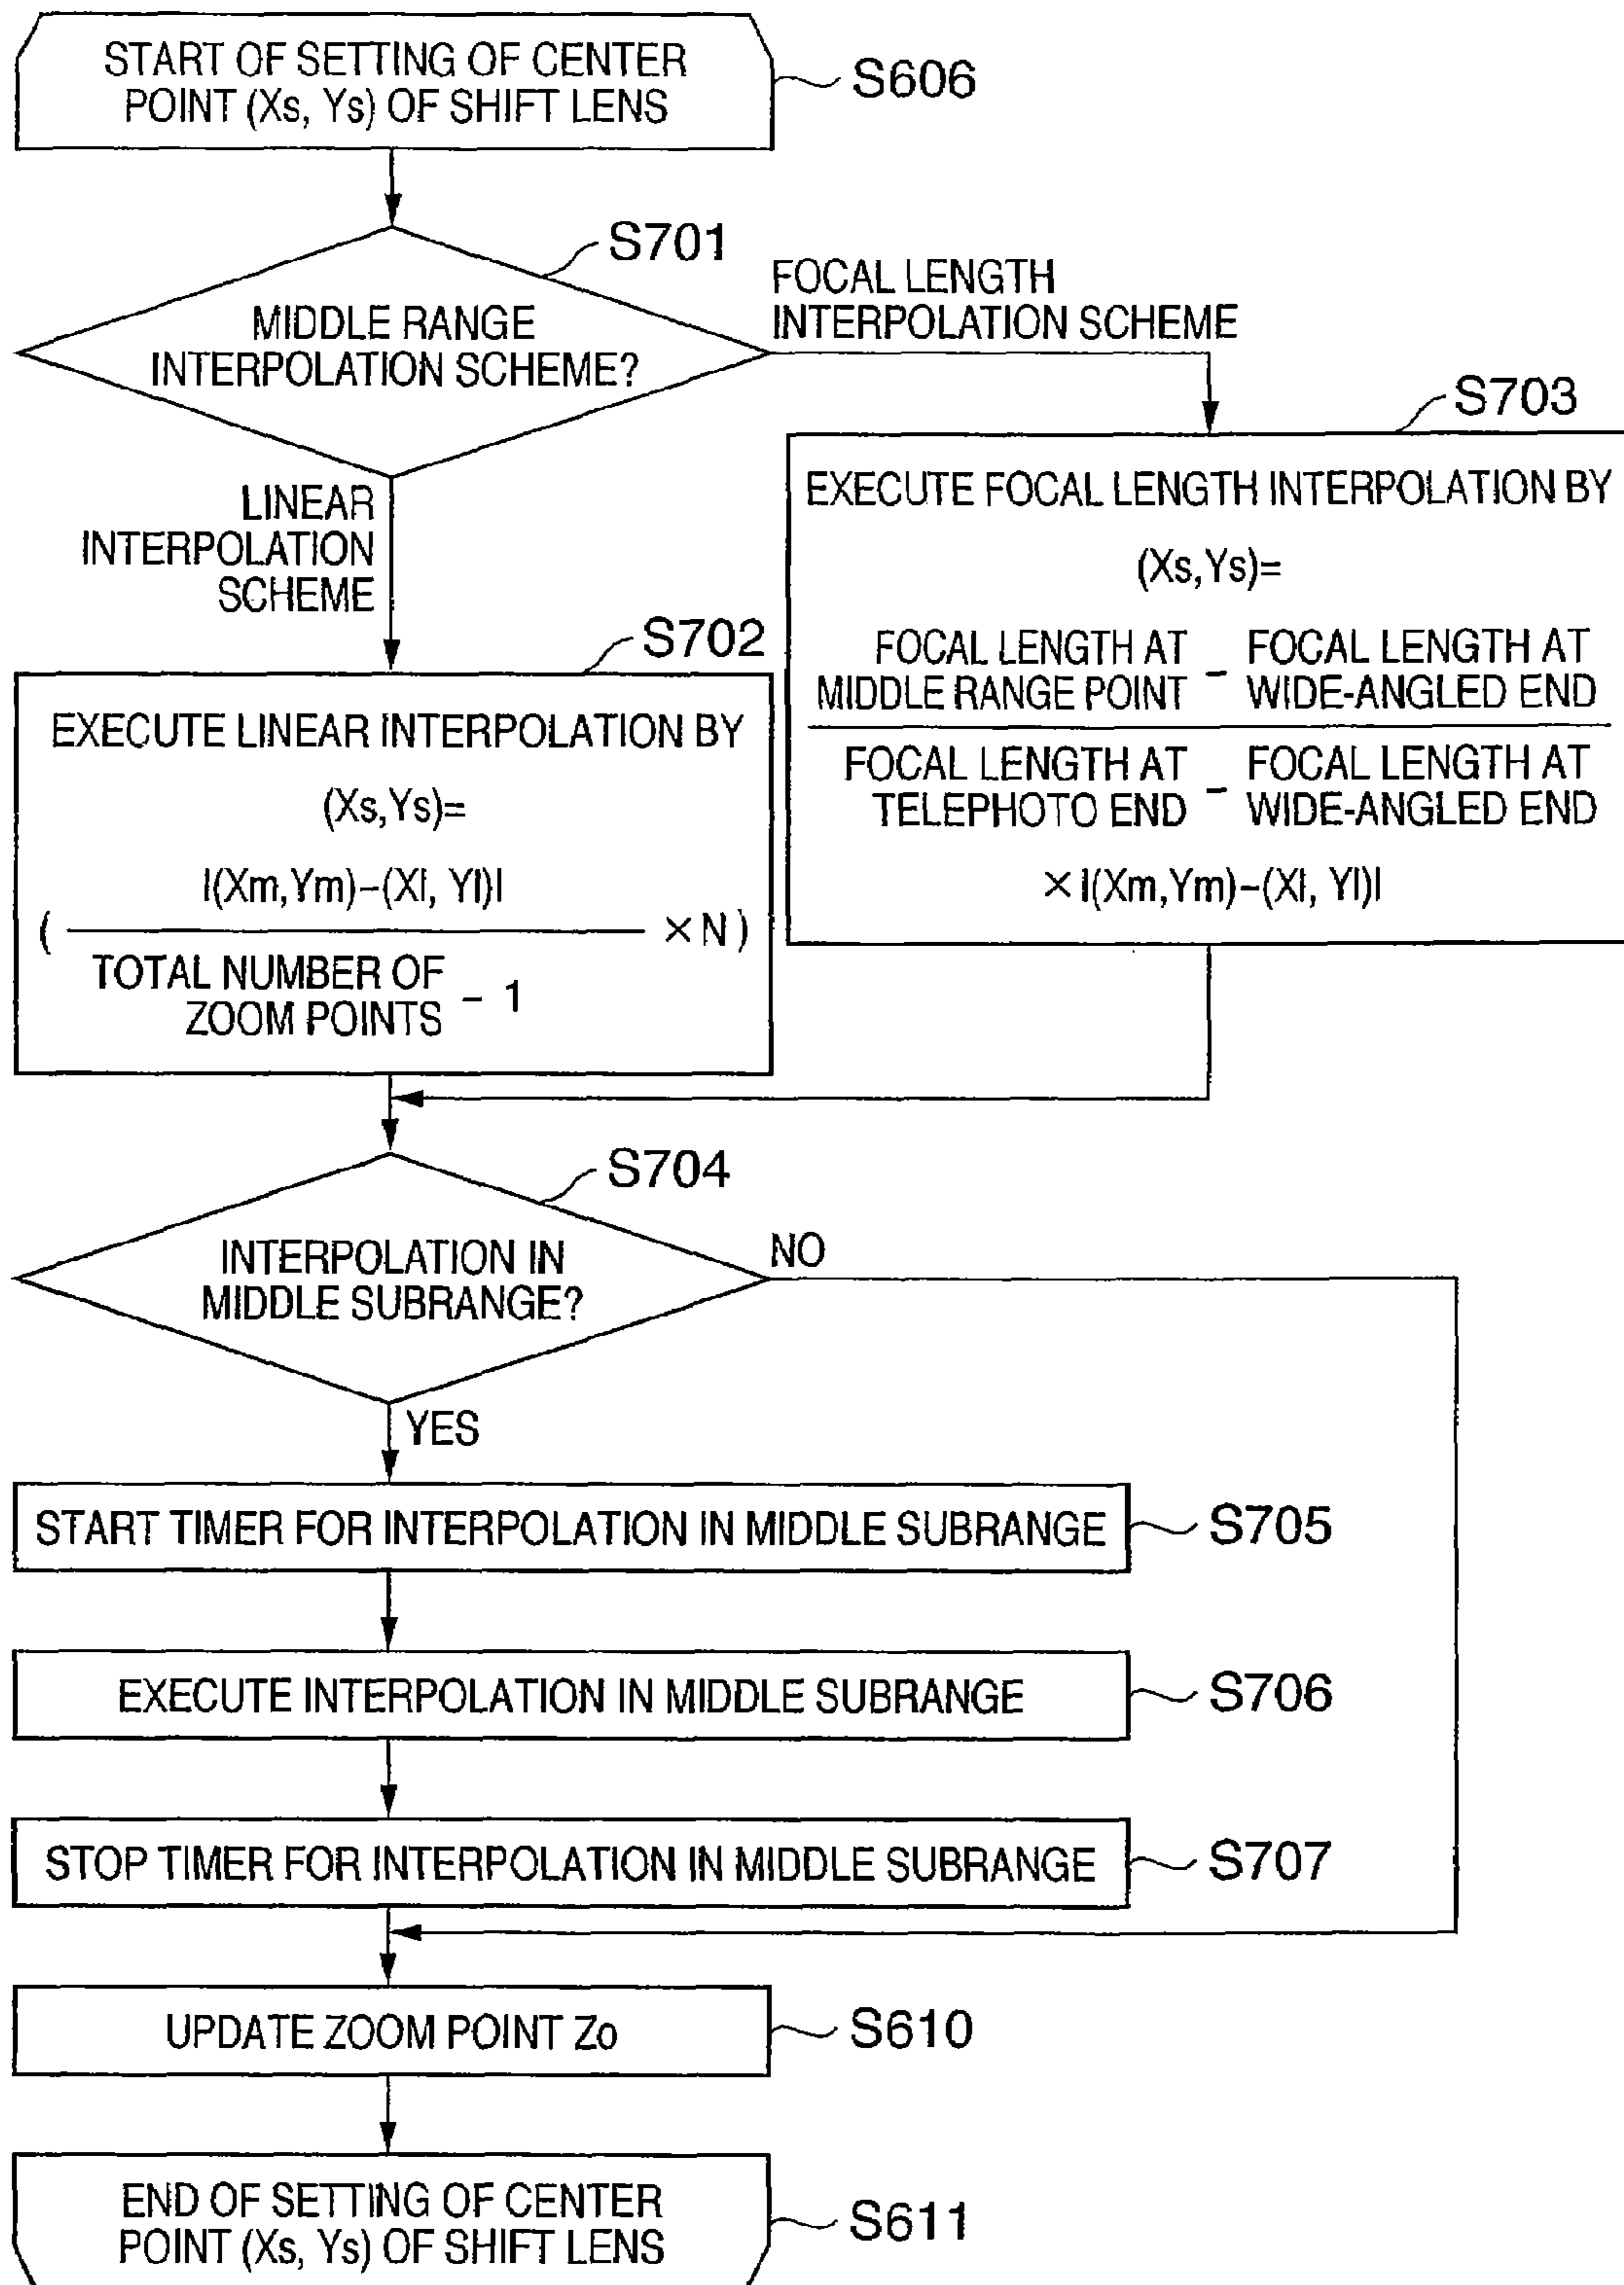 START OF SETTING OF CENTER
POINT (Xs, Ys) OF SHIFT LENS
S606
S701
MIDDLE RANGE
INTERPOLATION SCHEME?
FOCAL LENGTH
INTERPOLATION SCHEME
LINEAR
INTERPOLATION
SCHEME
S703
EXECUTE FOCAL LENGTH INTERPOLATION BY
(Xs,Ys)=
FOCAL LENGTH AT
MIDDLE RANGE POINT
-
FOCAL LENGTH AT
WIDE-ANGLED END
FOCAL LENGTH AT
TELEPHOTO END
-
FOCAL LENGTH AT
WIDE-ANGLED END
×|(Xm,Ym)-(Xl, Yl)|
S702
EXECUTE LINEAR INTERPOLATION BY
(Xs,Ys)=
|(Xm,Ym)-(Xl, Yl)|
( × N )
TOTAL NUMBER OF
ZOOM POINTS
- 1
S704
INTERPOLATION IN
MIDDLE SUBRANGE?
NO
YES
START TIMER FOR INTERPOLATION IN MIDDLE SUBRANGE
S705
EXECUTE INTERPOLATION IN MIDDLE SUBRANGE
S706
STOP TIMER FOR INTERPOLATION IN MIDDLE SUBRANGE
S707
UPDATE ZOOM POINT Zo
S610
END OF SETTING OF CENTER
POINT (Xs, Ys) OF SHIFT LENS
S611